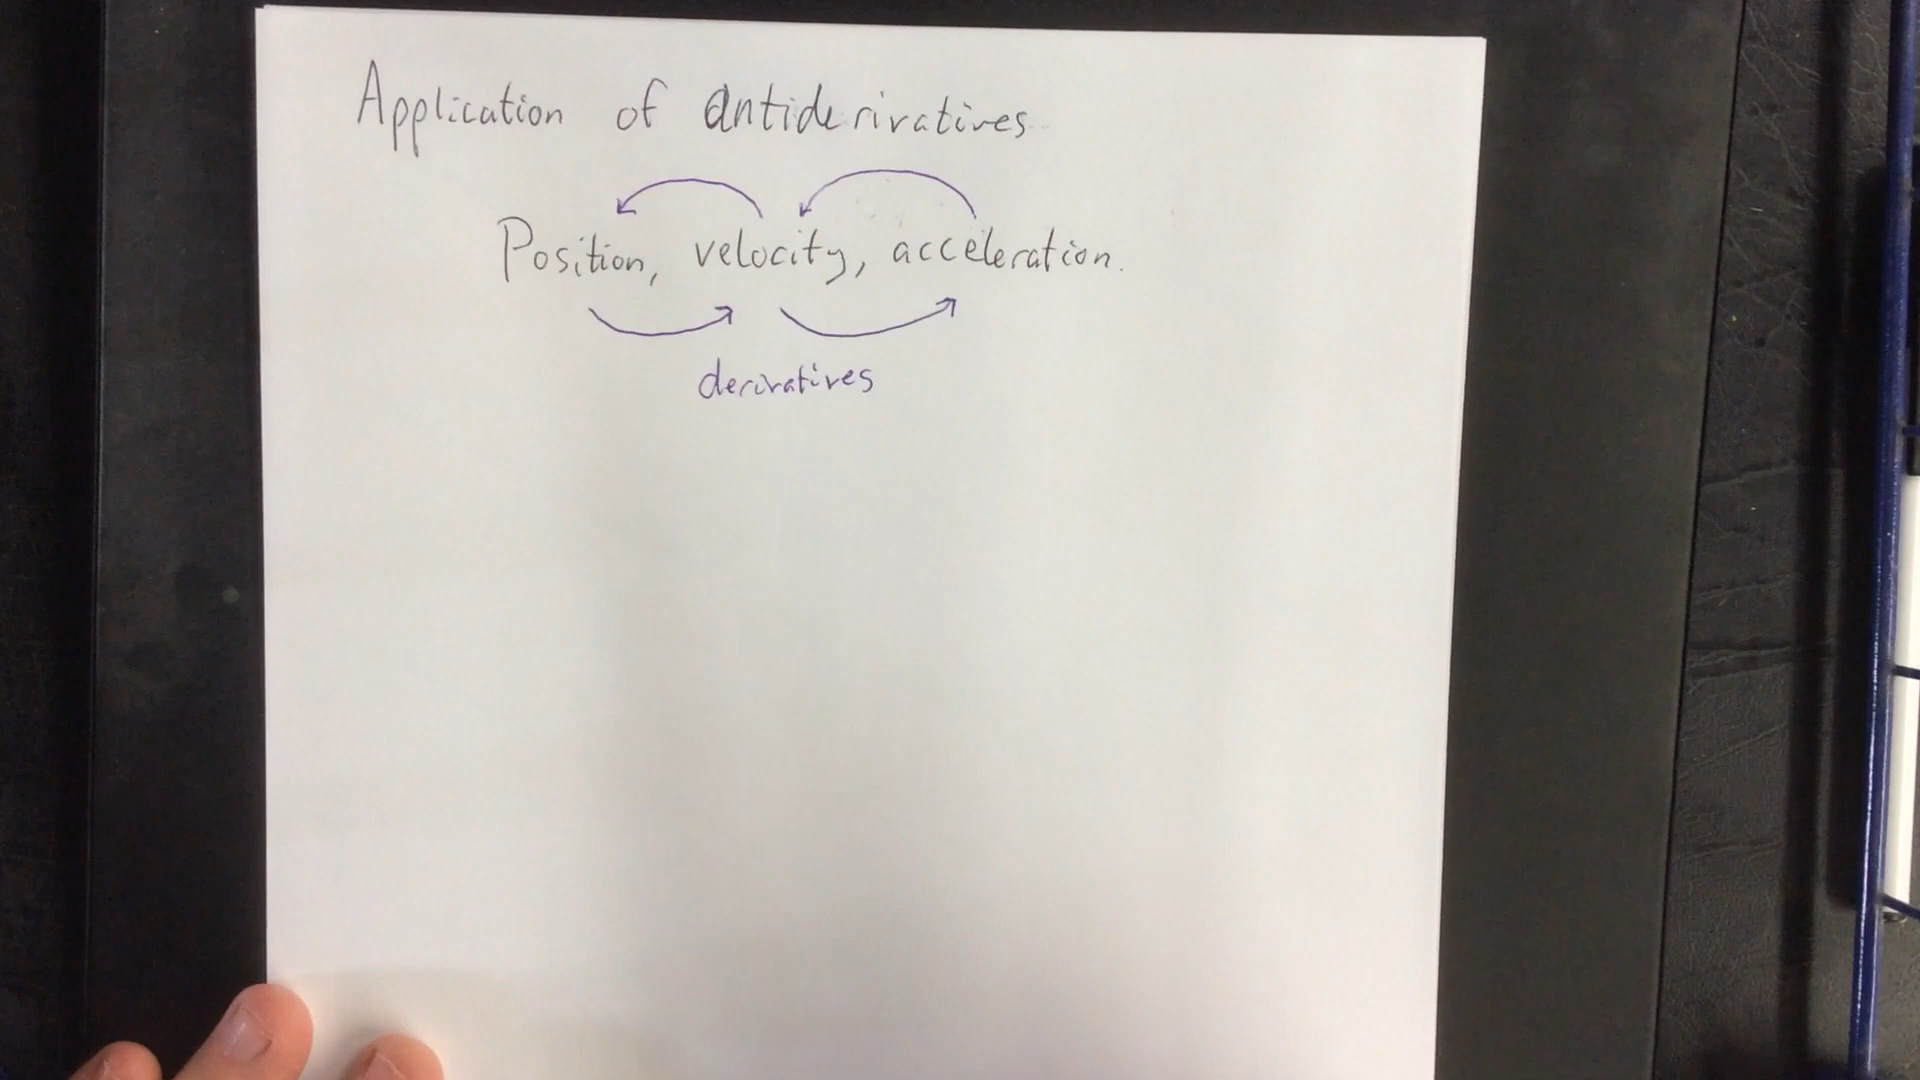 Application of antiderivatives
Position, velocity, acceleration.
derivatives